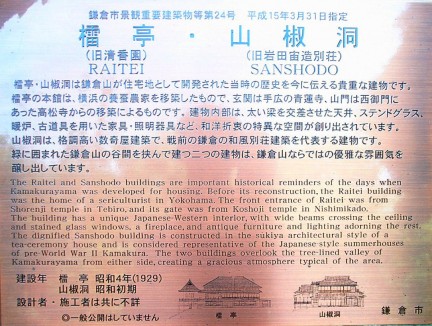 鎌倉市景観重要建築物等第24号　平成15年3月31日指定
檑亭・山椒洞
（旧清香園）　（旧岩田宙造別荘）
RAITEI　SANSHODO
檑亭・山椒洞は鎌倉山が住宅地として開発された当時の歴史を今に伝える貴重な建物です。
檑亭の本館は、横浜の養蚕農家を移築したもので、玄関は手広の青蓮寺、山門は西御門に
あった高松寺からの移築によるものです。建物内部は、太い梁を交差させた天井、ステンドグラス、
暖炉、古道具を用いた家具・照明器具など、和洋折衷の特異な空間が創り出されています。
山椒洞は、格調高い数奇屋建築で、戦前の鎌倉の和風別荘建築を代表する建物です。
緑に囲まれた鎌倉山の谷間を挟んで建つ二つの建物は、鎌倉山ならではの優雅な雰囲気を
醸し出しています。
The Raitei and Sanshodo buildings are important historical reminders of the days when
Kamakurayama was developed for housing. Before its reconstruction, the Raitei building
was the home of a sericulturist in Yokohama. The front entrance of Raitei was from
Shorenji temple in Tehiro, and its gate was from Koshoji temple in Nishimikado.
The building has a unique Japanese-Western interior, with wide beams crossing the ceiling
and stained glass windows, a fireplace, and antique furniture and lighting adorning the rest.
The dignified Sanshodo building is constructed in the sukiya architectural style of a
tea-ceremony house and is considered representative of the Japanese-style summerhouses
of pre-World War II Kamakura. The two buildings overlook the tree-lined valley of
Kamakurayama from either side, creating a gracious atmosphere typical of the area.
建設年　檑亭　昭和4年(1929)
山椒洞　昭和初期
設計者・施工者は共に不詳
◎一般公開はしていません
檑亭　山椒洞
鎌倉市